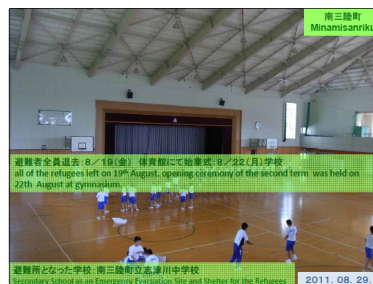 南三陸町
Minamisanriku
避難者全員退去:8/19(金) 体育館にて始業式:8/22(月)学校
all of the refugees left on 19th August, opening ceremony of the second term was held on
22th August at gymnasium.
避難所となった学校:南三陸町立志津川中学校
Secondary School as an Emergency Evacuation Site and Shelter for the Refugees
2011. 08. 29.